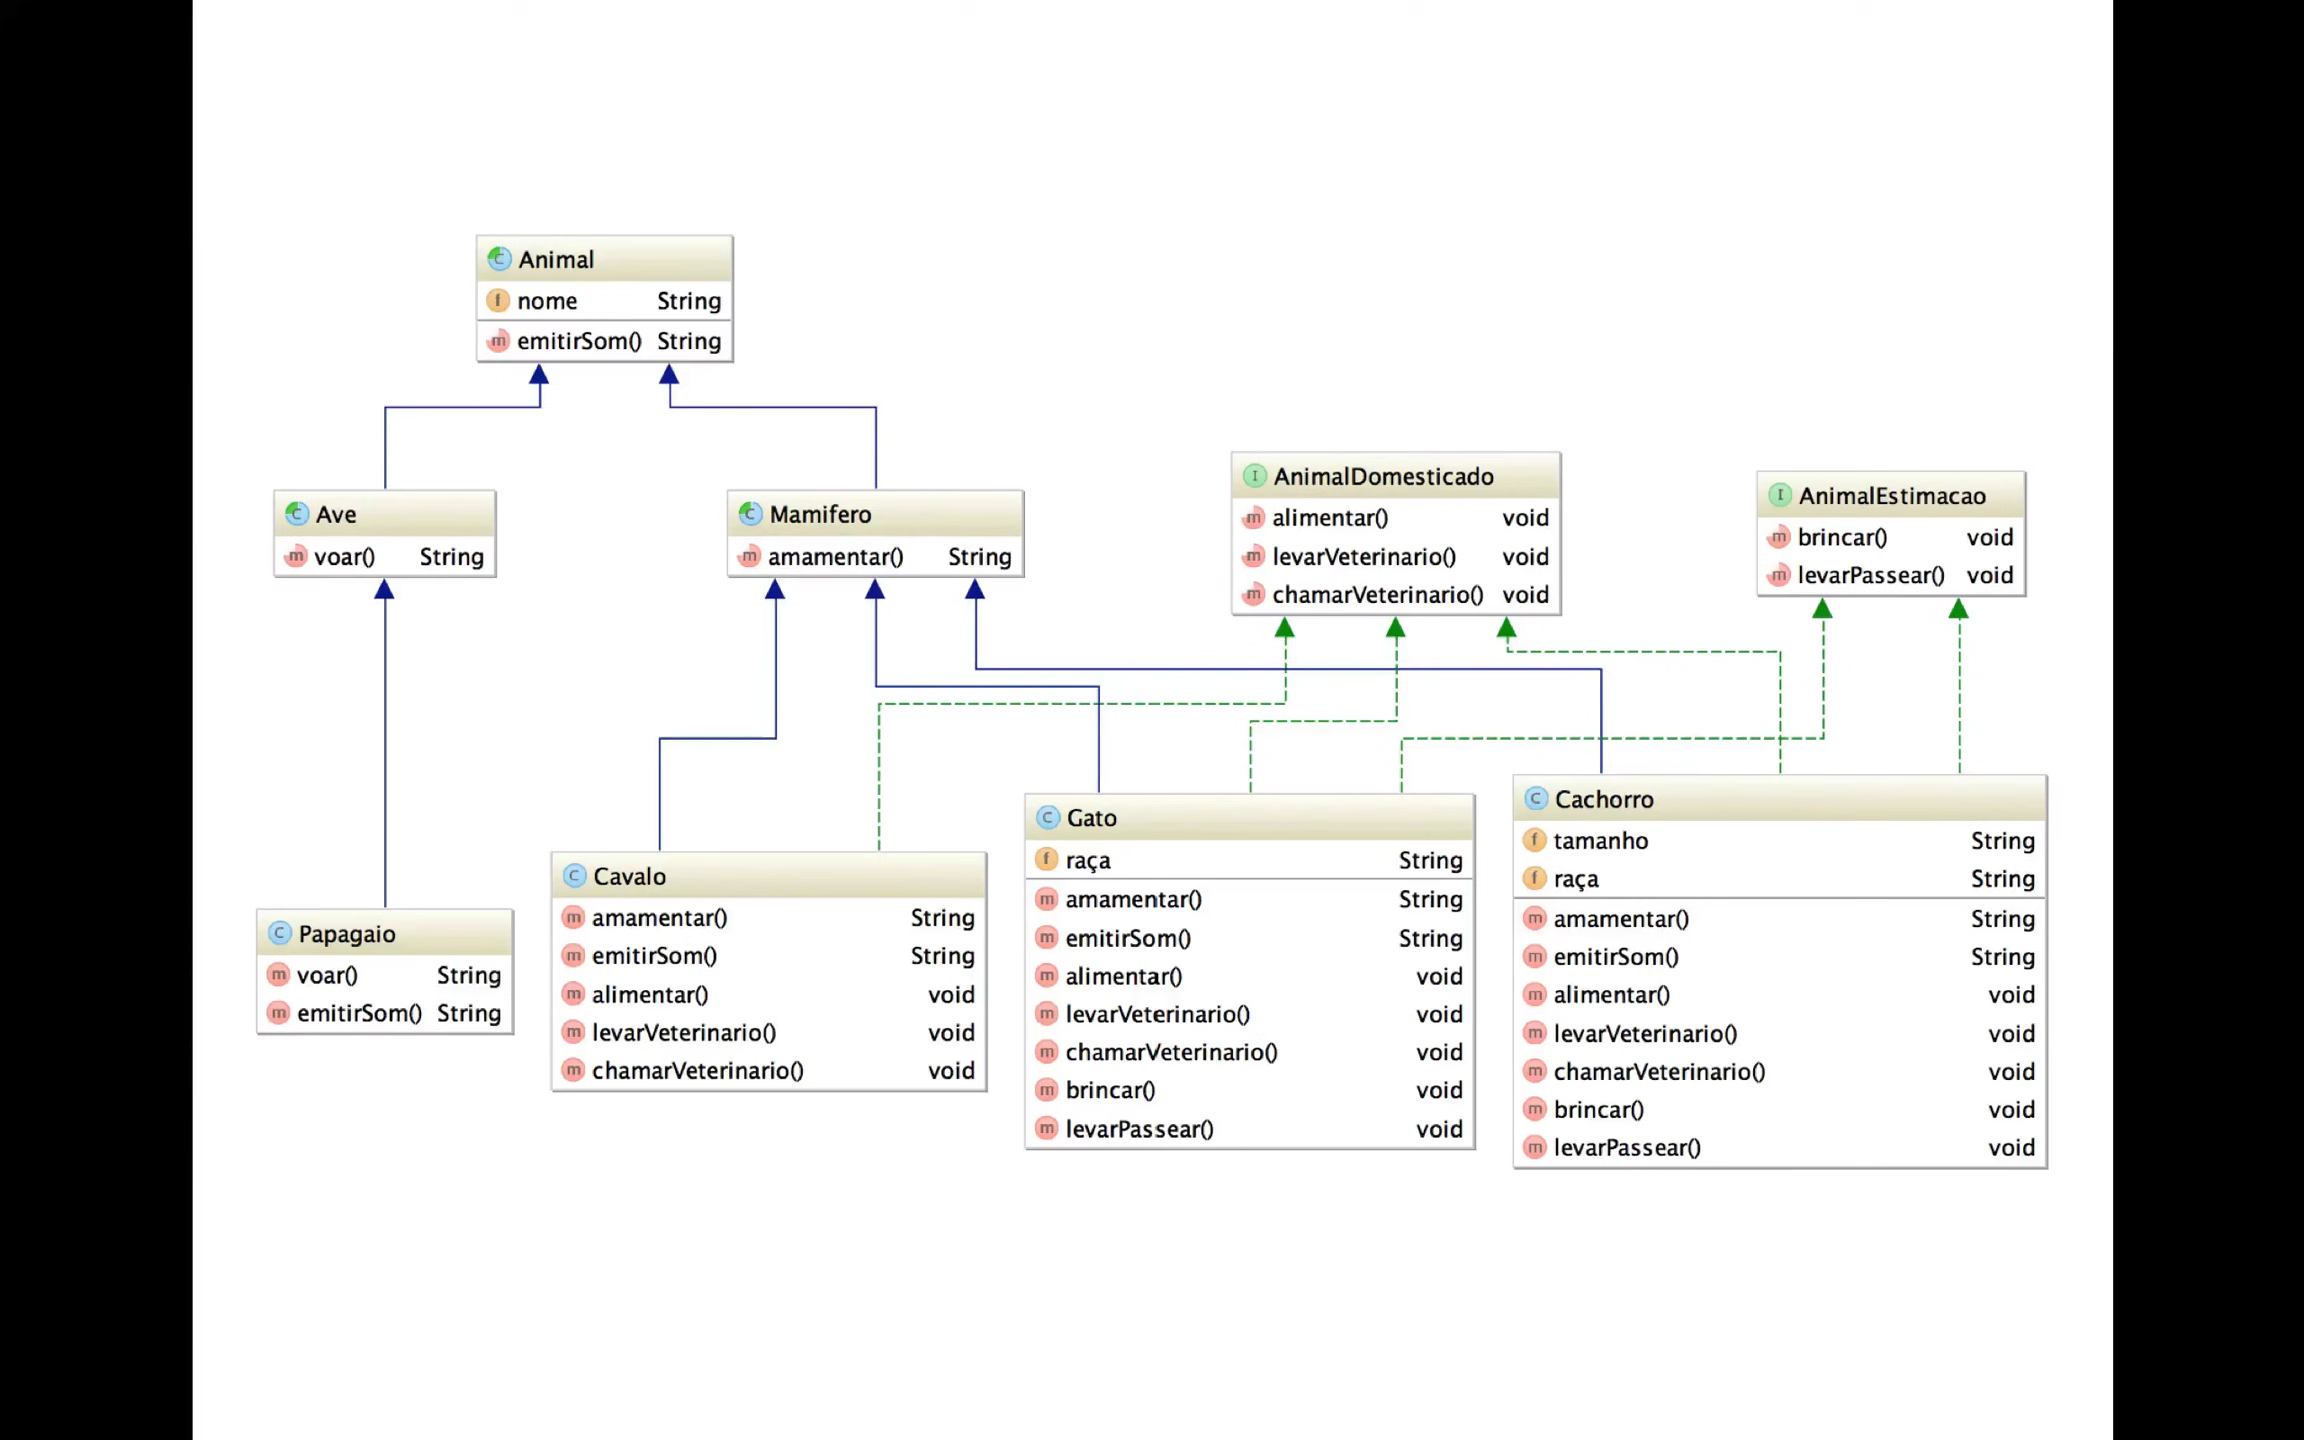 Animal
nome String
emitirSom() String
Ave
voar() String
Mamifero
amamentar() String
AnimalDomesticado
alimentar() void
levarVeterinario() void
chamarVeterinario() void
AnimalEstimacao
brincar() void
levarPassear() void
Papagaio
voar() String
emitirSom() String
Cavalo
amamentar() String
emitirSom() String
alimentar() void
levarVeterinario() void
chamarVeterinario() void
Gato
raça String
amamentar() String
emitirSom() String
alimentar() void
levarVeterinario() void
chamarVeterinario() void
brincar() void
levarPassear() void
Cachorro
tamanho String
raça String
amamentar() String
emitirSom() String
alimentar() void
levarVeterinario() void
chamarVeterinario() void
brincar() void
levarPassear() void